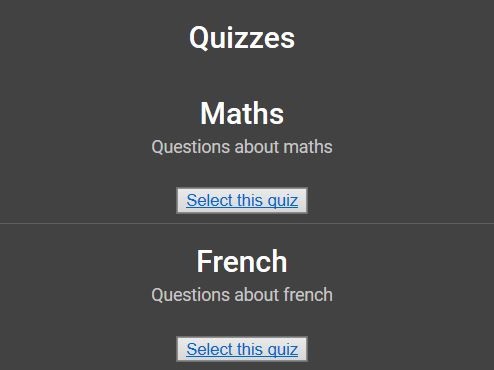 Quizzes
Maths
Questions about maths
Select this quiz
French
Questions about french
Select this quiz